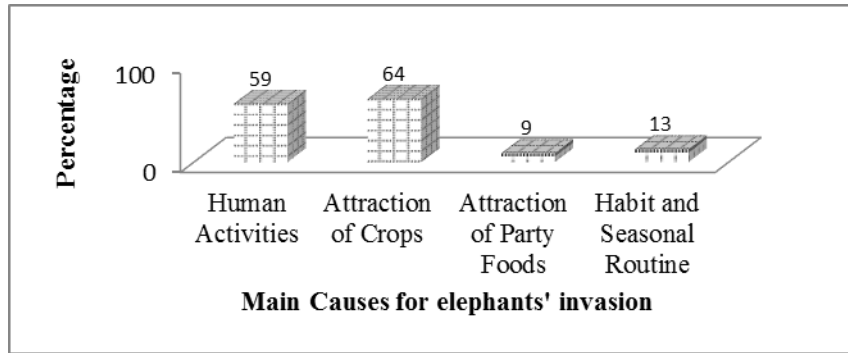 Percentage
100
0
59
64
9
13
Human
Activities
Attraction
of Crops
Attraction
of Party
Foods
Habit and
Seasonal
Routine
Main Causes for elephants' invasion